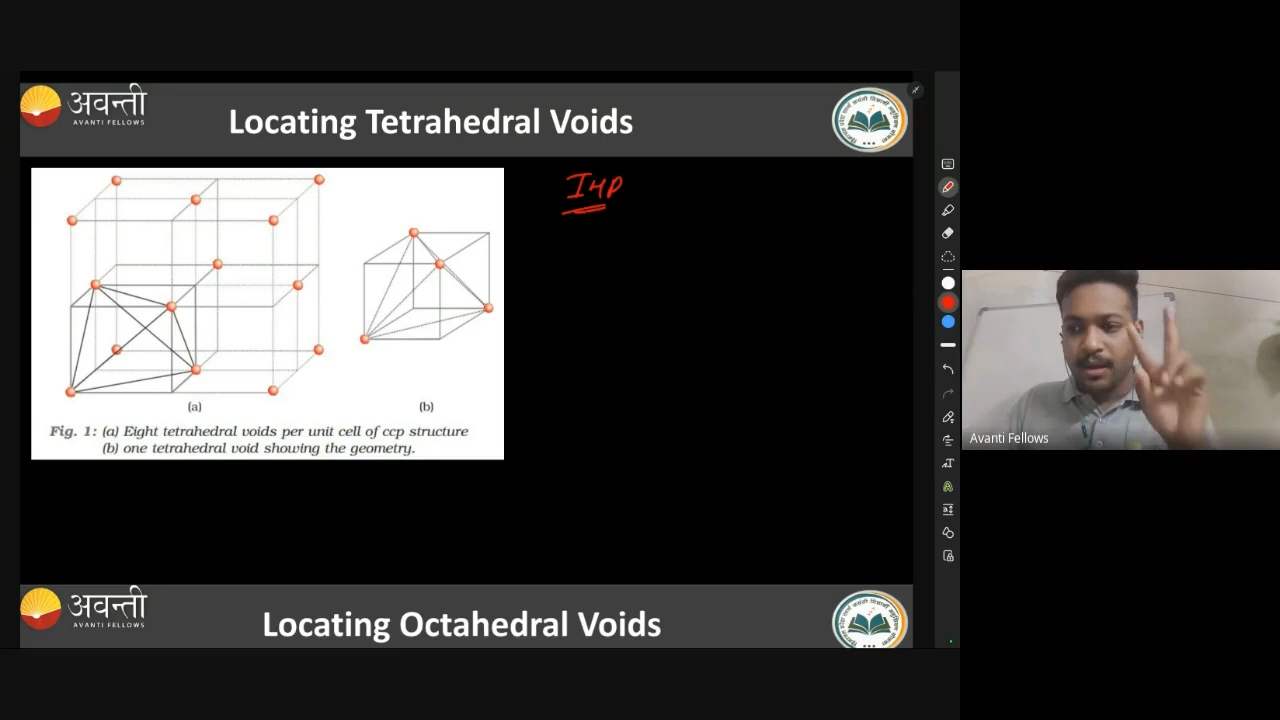 अवन्ती
AVANTI FELLOWS
Locating Tetrahedral Voids
Imp
(a)
(b)
Fig. 1: (a) Eight tetrahedral voids per unit cell of ccp structure
(b) one tetrahedral void showing the geometry.
Avanti Fellows
अवन्ती
AVANTI FELLOWS
Locating Octahedral Voids